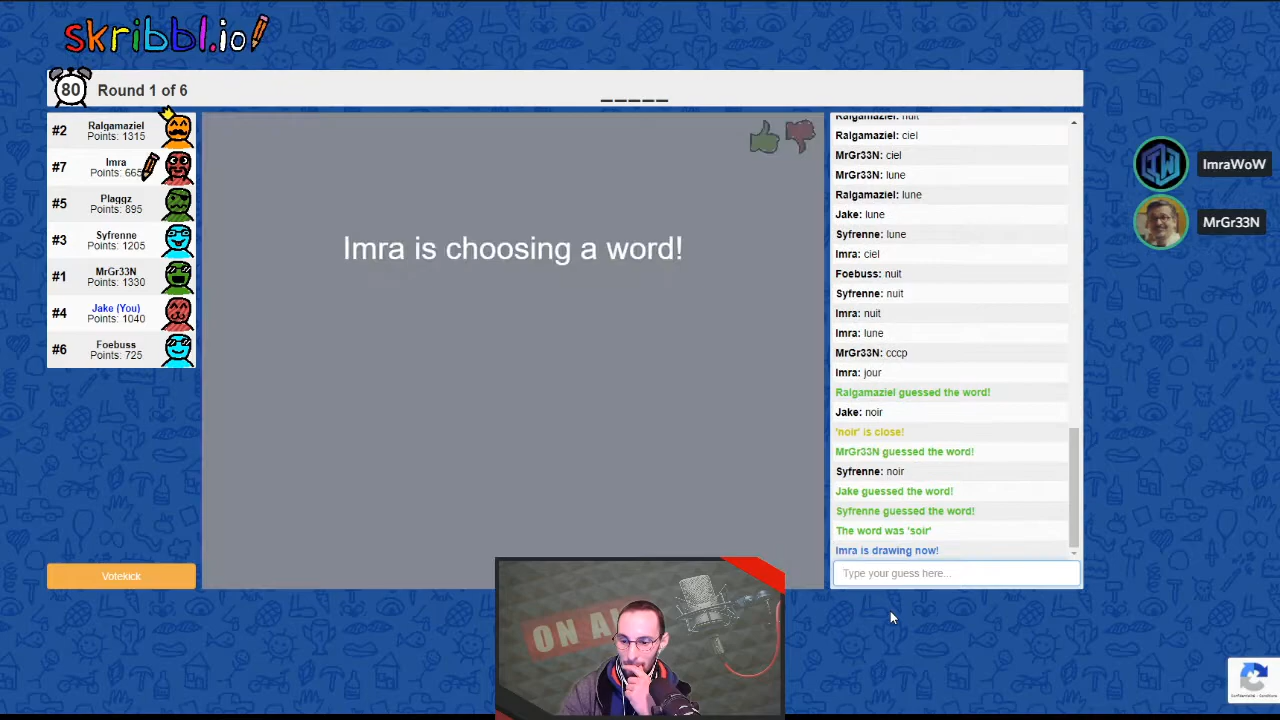 skribbl.io
80
Round 1 of 6
_____
#2 Ralgamaziel
Points: 1315
#7 Imra
Points: 665
#5 Plaggz
Points: 895
#3 Syfrenne
Points: 1205
#1 MrGr33N
Points: 1330
#4 Jake (You)
Points: 1040
#6 Foebuss
Points: 725
Votekick
Imra is choosing a word!
Ralgamaziel: nuit
Ralgamaziel: ciel
MrGr33N: ciel
MrGr33N: lune
Ralgamaziel: lune
Jake: lune
Syfrenne: lune
Imra: ciel
Foebuss: nuit
Syfrenne: nuit
Imra: nuit
Imra: lune
MrGr33N: cccp
Imra: jour
Ralgamaziel guessed the word!
Jake: noir
'noir' is close!
MrGr33N guessed the word!
Syfrenne: noir
Jake guessed the word!
Syfrenne guessed the word!
The word was 'soir'
Imra is drawing now!
Type your guess here...
ImraWoW
MrGr33N
ON A